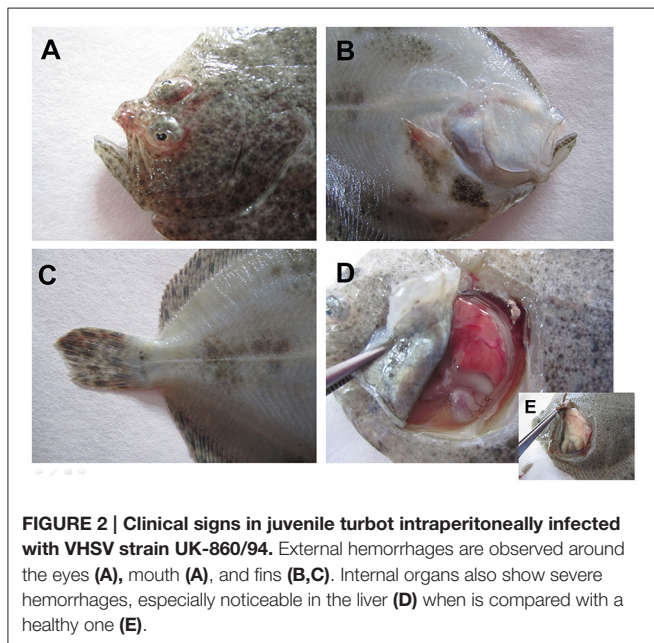 A
B
C
D
E
FIGURE 2 | Clinical signs in juvenile turbot intraperitoneally infected
with VHSV strain UK-860/94. External hemorrhages are observed around
the eyes (A), mouth (A), and fins (B,C). Internal organs also show severe
hemorrhages, especially noticeable in the liver (D) when is compared with a
healthy one (E).